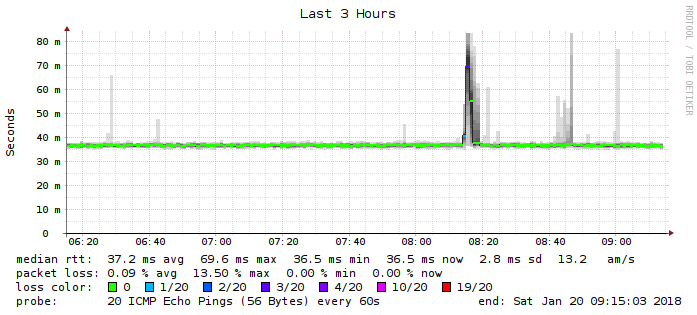 Last 3 Hours
RRDTOOL / TOBI OETIKER
Seconds
80 m
70 m
60 m
50 m
40 m
30 m
20 m
10 m
0
06:20 06:40 07:00 07:20 07:40 08:00 08:20 08:40 09:00
median rtt: 37.2 ms avg 69.6 ms max 36.5 ms min 36.5 ms now 2.8 ms sd 13.2 am/s
packet loss: 0.09 % avg 13.50 % max 0.00 % min 0.00 % now
loss color: 0 1/20 2/20 3/20 4/20 10/20 19/20
probe: 20 ICMP Echo Pings (56 Bytes) every 60s end: Sat Jan 20 09:15:03 2018